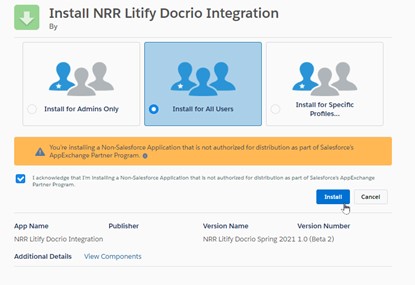 Install NRR Litify Docrio Integration
By
Install for Admins Only
Install for All Users
Install for Specific
Profiles...
You're installing a Non-Salesforce Application that is not authorized for distribution as part of Salesforce's
AppExchange Partner Program.
I acknowledge that I'm installing a Non-Salesforce Application that is not authorized for distribution as part of Salesforce's AppExchange
Partner Program.
Install Cancel
App Name Publisher Version Name Version Number
NRR Litify Docrio Integration NRR Litify Docrio Spring 2021 1.0 (Beta 2)
Additional Details View Components